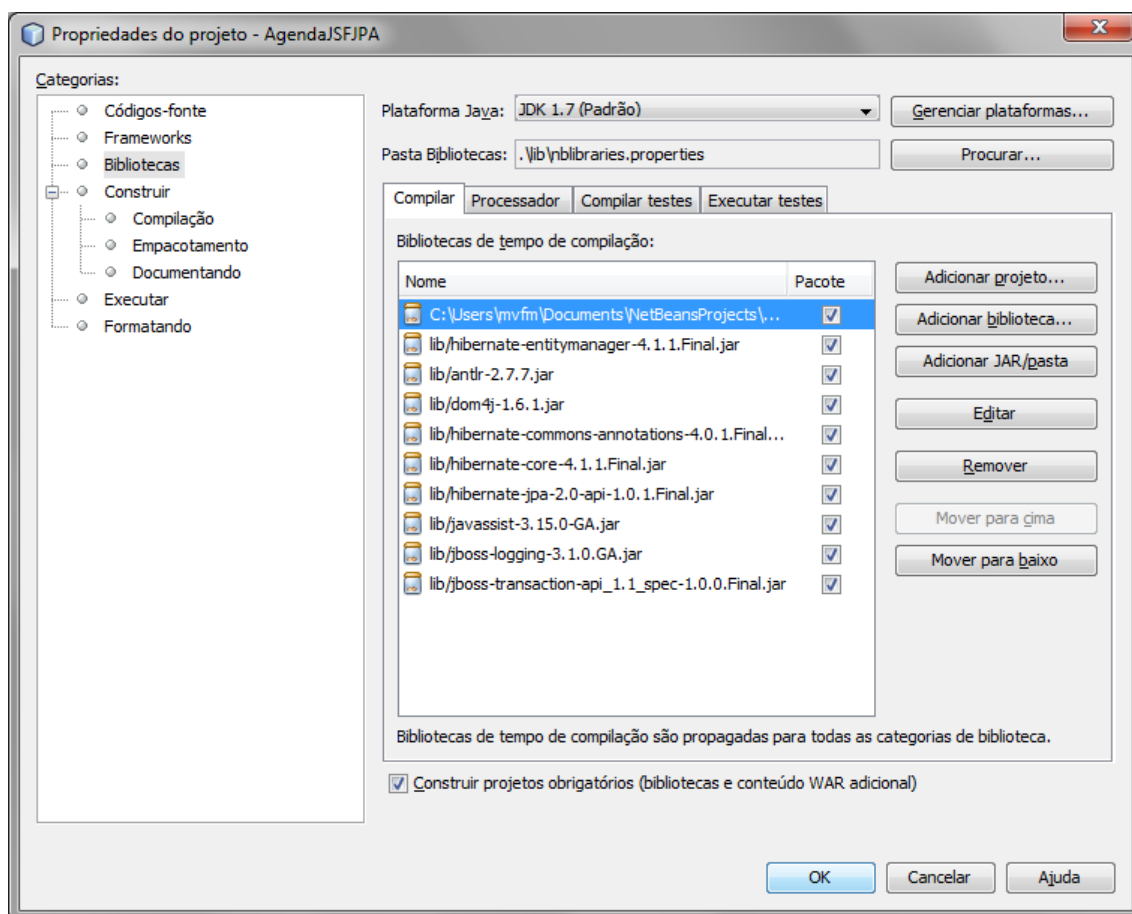 Propriedades do projeto - AgendaJSFJPA
Categorias:
Códigos-fonte
Frameworks
Bibliotecas
Construir
Compilação
Empacotamento
Documentando
Executar
Formatando
Plataforma Java: JDK 1.7 (Padrão) Gerenciar plataformas...
Pasta Bibliotecas: .\lib\nblibraries.properties Procurar...
Compilar Processador Compilar testes Executar testes
Bibliotecas de tempo de compilação:
Nome Pacote
C:\Users\mvfm\Documents\NetBeansProjects\...
lib/hibernate-entitymanager-4.1.1.Final.jar
lib/antlr-2.7.7.jar
lib/dom4j-1.6.1.jar
lib/hibernate-commons-annotations-4.0.1.Final...
lib/hibernate-core-4.1.1.Final.jar
lib/hibernate-jpa-2.0-api-1.0.1.Final.jar
lib/javassist-3.15.0-GA.jar
lib/jboss-logging-3.1.0.GA.jar
lib/jboss-transaction-api_1.1_spec-1.0.0.Final.jar
Adicionar projeto...
Adicionar biblioteca...
Adicionar JAR/pasta
Editar
Remover
Mover para cima
Mover para baixo
Bibliotecas de tempo de compilação são propagadas para todas as categorias de biblioteca.
Construir projetos obrigatórios (bibliotecas e conteúdo WAR adicional)
OK Cancelar Ajuda